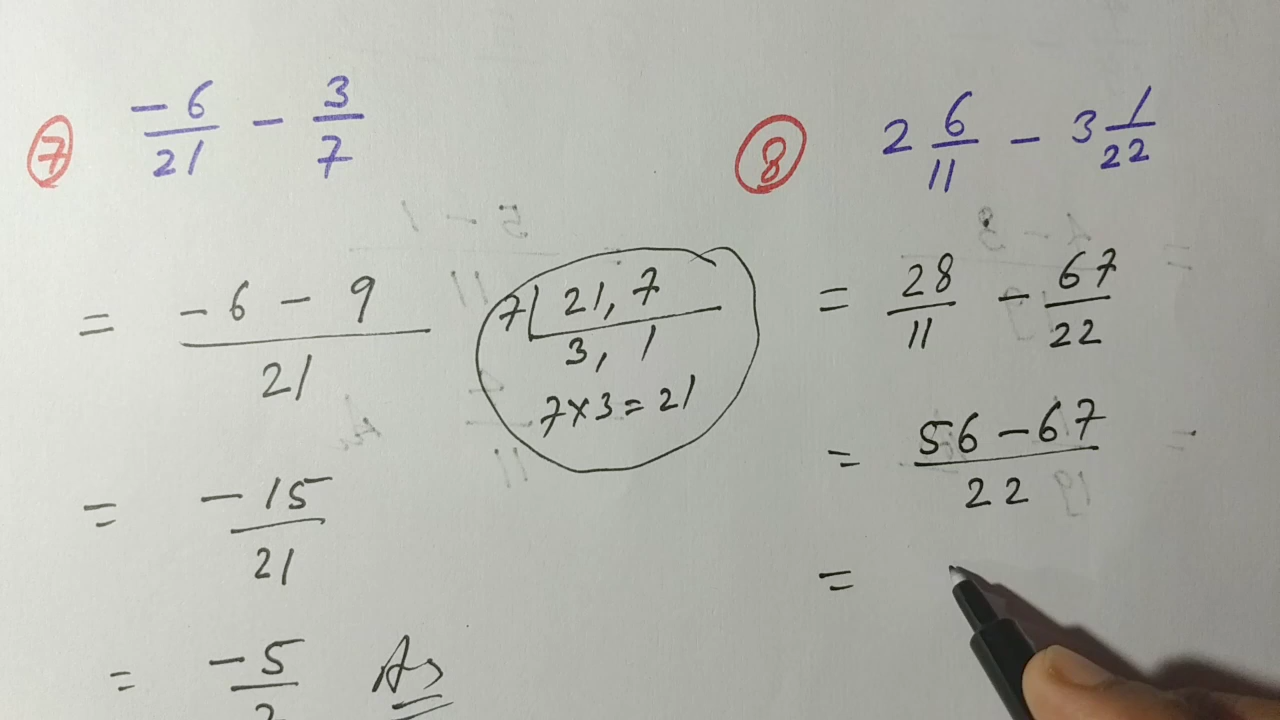 7 -6/21 - 3/7
= -6 - 9/21
7 | 21, 7
3, 1
7 × 3 = 21
= -15/21
= -5/
As
8 2 6/11 - 3 1/22
= 28/11 - 67/22
= 56 - 67/22
=